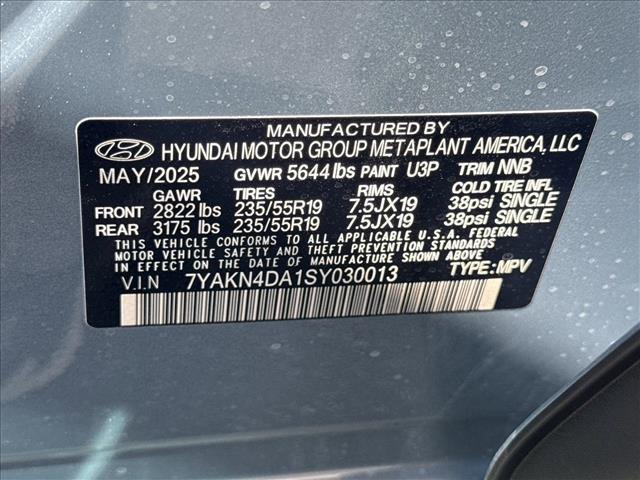 MANUFACTURED BY
HYUNDAI MOTOR GROUP METAPLANT AMERICA, LLC
MAY/2025 GVWR 5644 lbs PAINT U3P TRIM NNB
GAWR TIRES RIMS COLD TIRE INFL
FRONT 2822 lbs 235/55R19 7.5JX19 38psi SINGLE
REAR 3175 lbs 235/55R19 7.5JX19 38psi SINGLE
THIS VEHICLE CONFORMS TO ALL APPLICABLE U.S.A. FEDERAL
MOTOR VEHICLE SAFETY AND THEFT PREVENTION STANDARDS
IN EFFECT ON THE DATE OF MANUFACTURE SHOWN ABOVE
V.I.N 7YAKN4DA1SY030013 TYPE: MPV